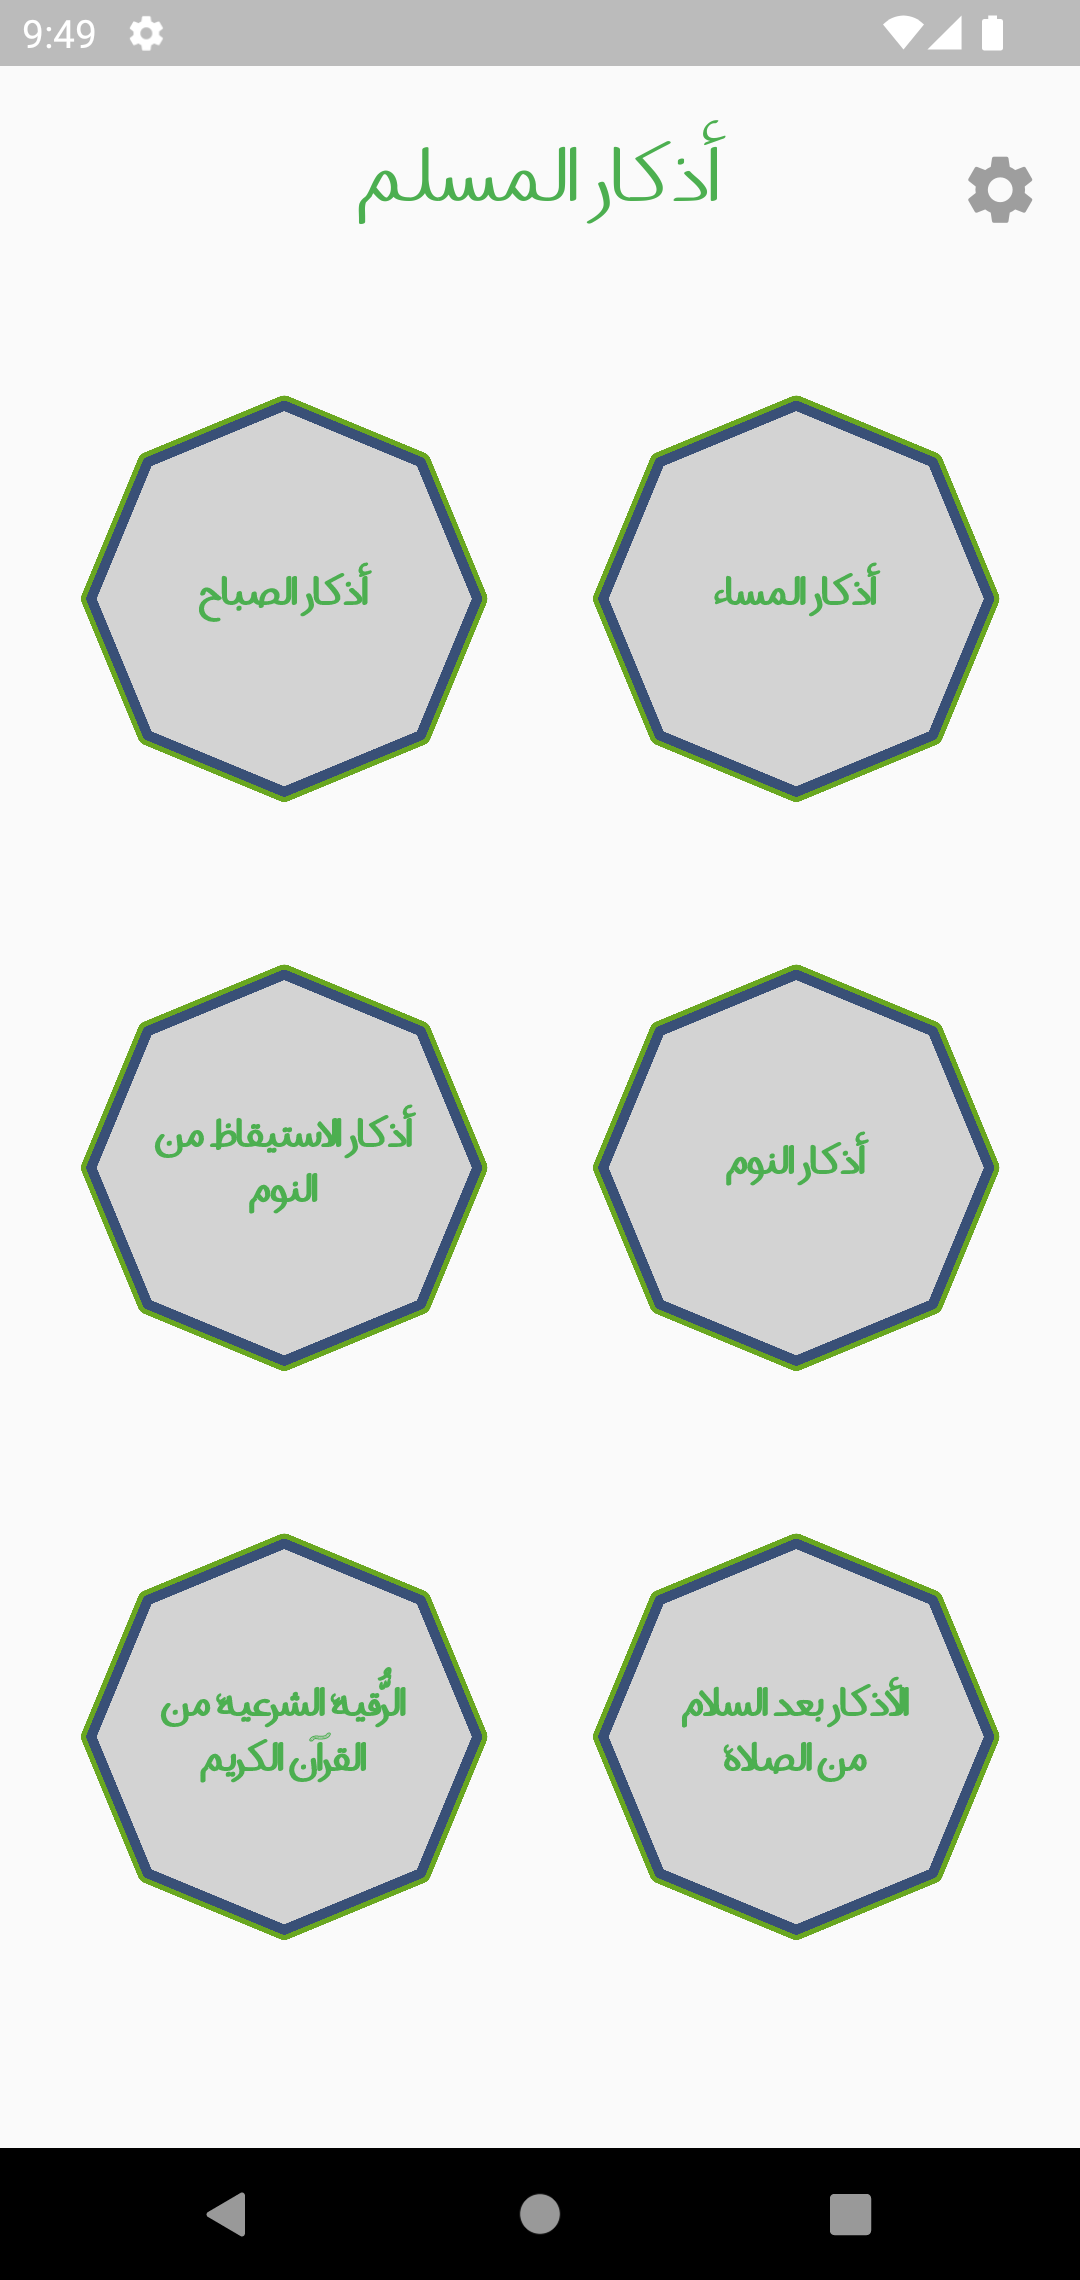 9:49
أذكار المسلم
أذكار المساء
أذكار الصباح
أذكار النوم
أذكار الاستيقاظ من
النوم
الأذكار بعد السلام
من الصلاة
الرُّقية الشرعية من
القرآن الكريم